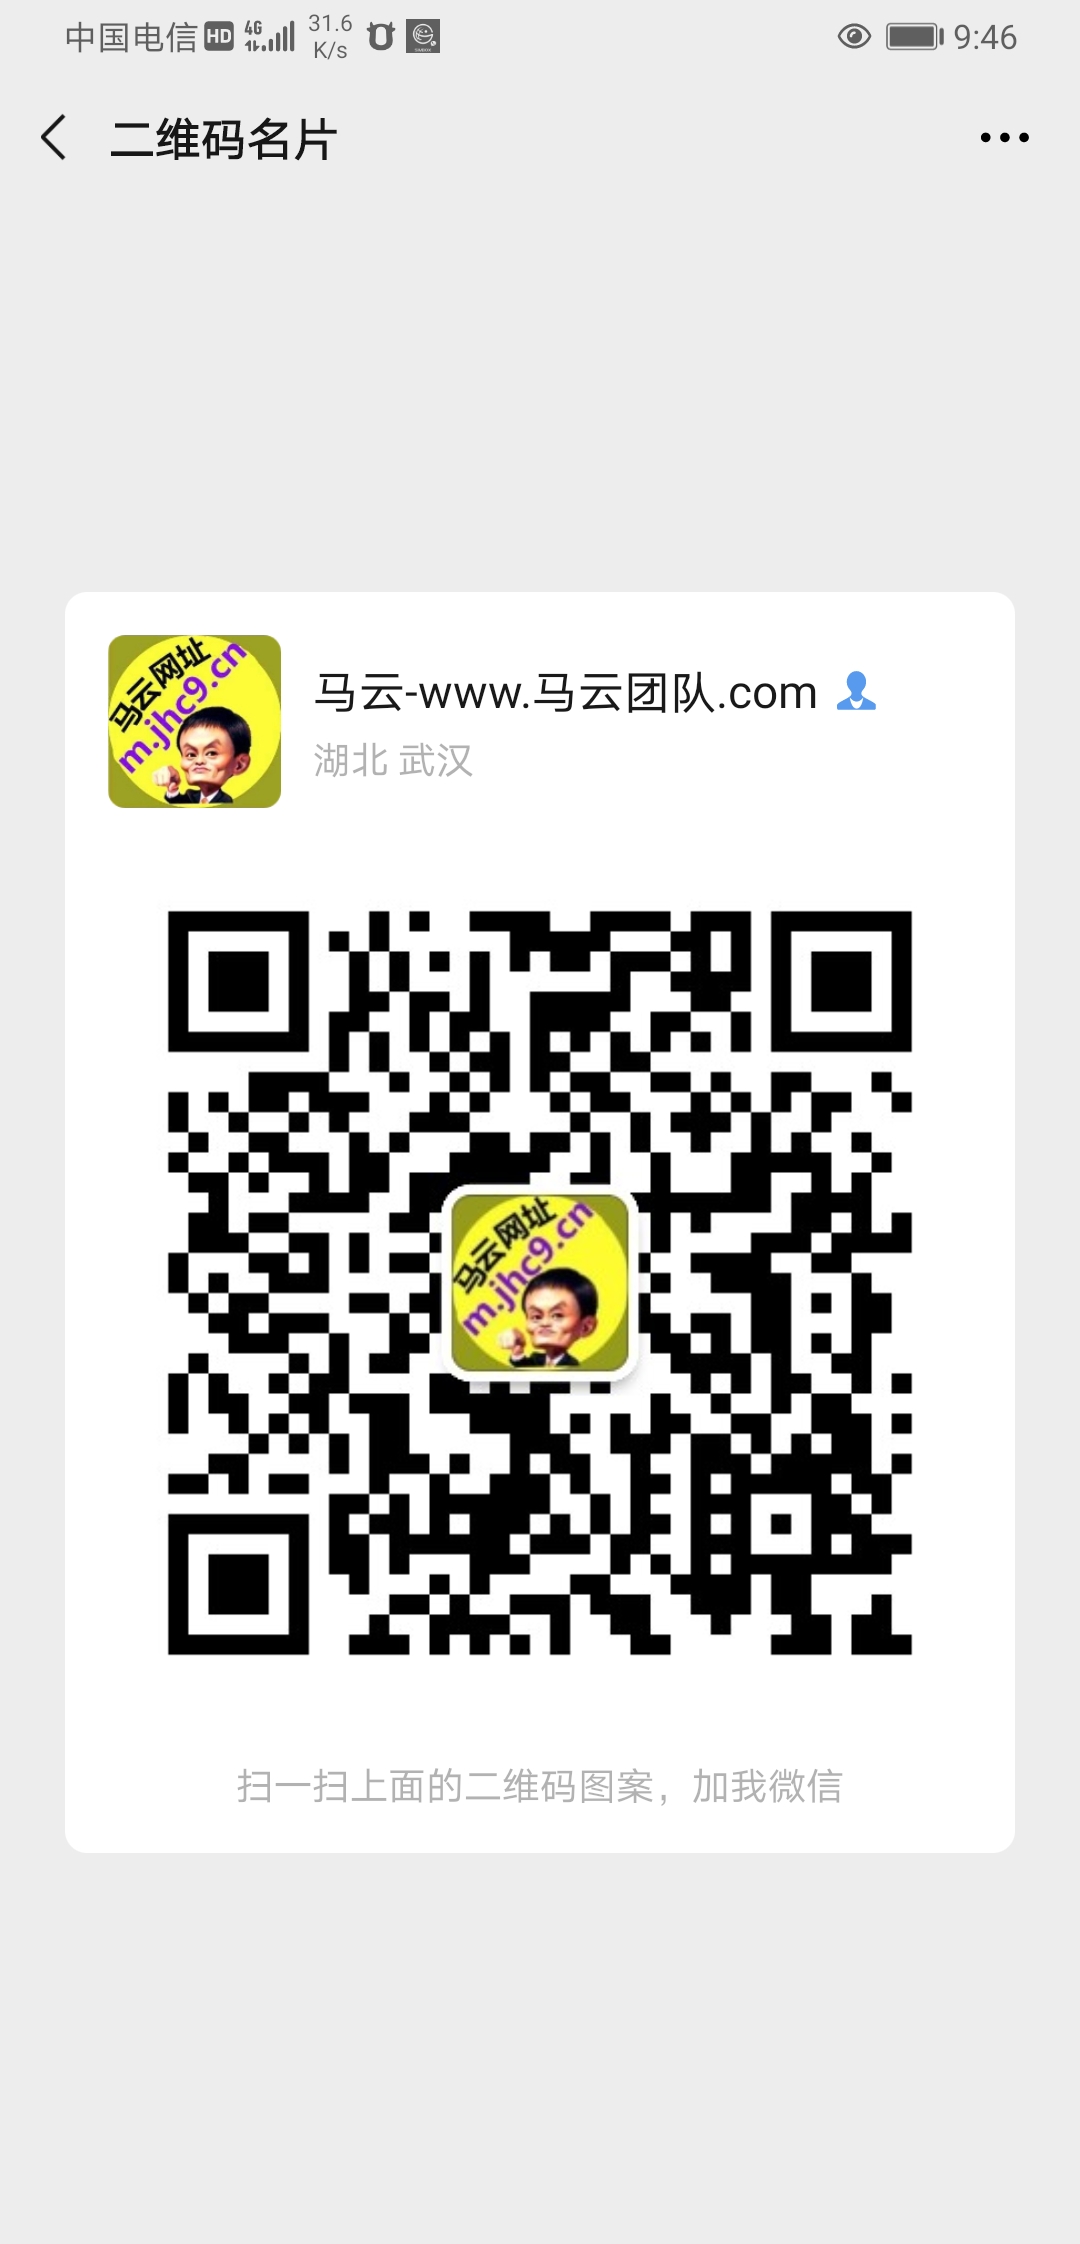 中国电信 HD 4G 31.6 K/s 9:46
二维码名片
马云网址
m.jhc9.cn
马云-www.马云团队.com
湖北 武汉
马云网址
m.jhc9.cn
扫一扫上面的二维码图案，加我微信